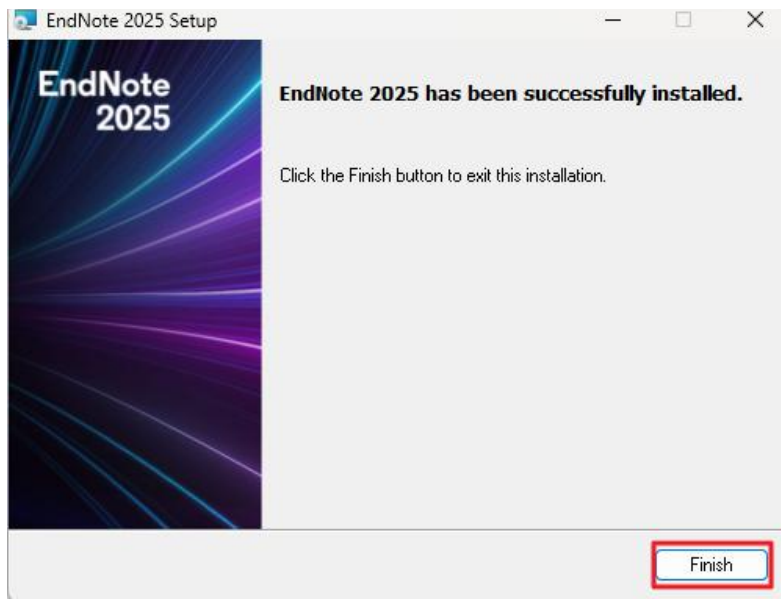 EndNote 2025 Setup
EndNote
2025
EndNote 2025 has been successfully installed.
Click the Finish button to exit this installation.
Finish